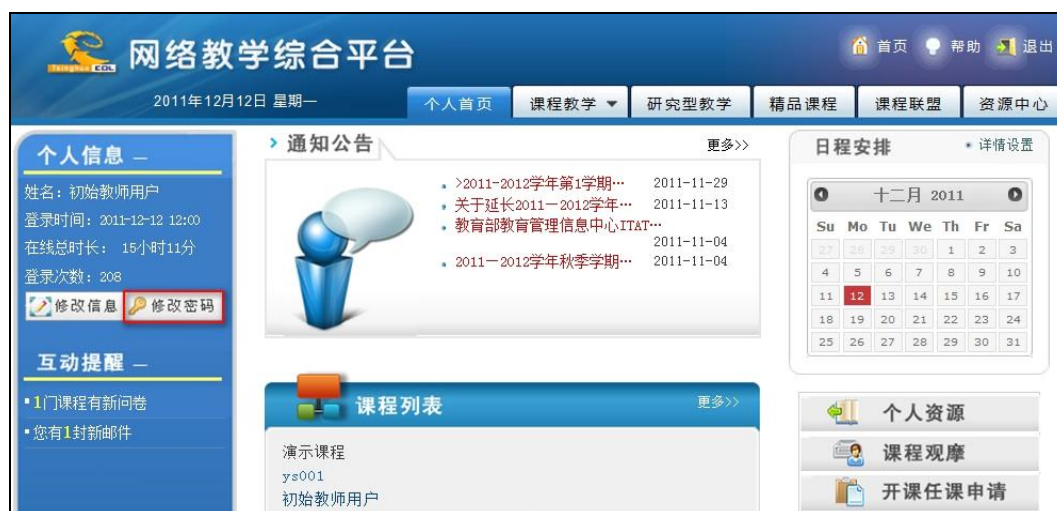 网络教学综合平台
首页 帮助 退出
2011年12月12日 星期一
个人首页 课程教学 ▼ 研究型教学 精品课程 课程联盟 资源中心
个人信息
姓名：初始教师用户
登录时间：2011-12-12 12:00
在线总时长： 15小时11分
登录次数：208
修改信息 修改密码
互动提醒
1门课程有新问卷
您有1封新邮件
通知公告 更多>>
>2011-2012学年第1学期… 2011-11-29
关于延长2011－2012学年… 2011-11-13
教育部教育管理信息中心ITAT…
2011-11-04
2011－2012学年秋季学期… 2011-11-04
课程列表 更多>>
演示课程
ys001
初始教师用户
日程安排 详情设置
十二月 2011
Su Mo Tu We Th Fr Sa
27 28 29 30 1 2 3
4 5 6 7 8 9 10
11 12 13 14 15 16 17
18 19 20 21 22 23 24
25 26 27 28 29 30 31
个人资源
课程观摩
开课任课申请